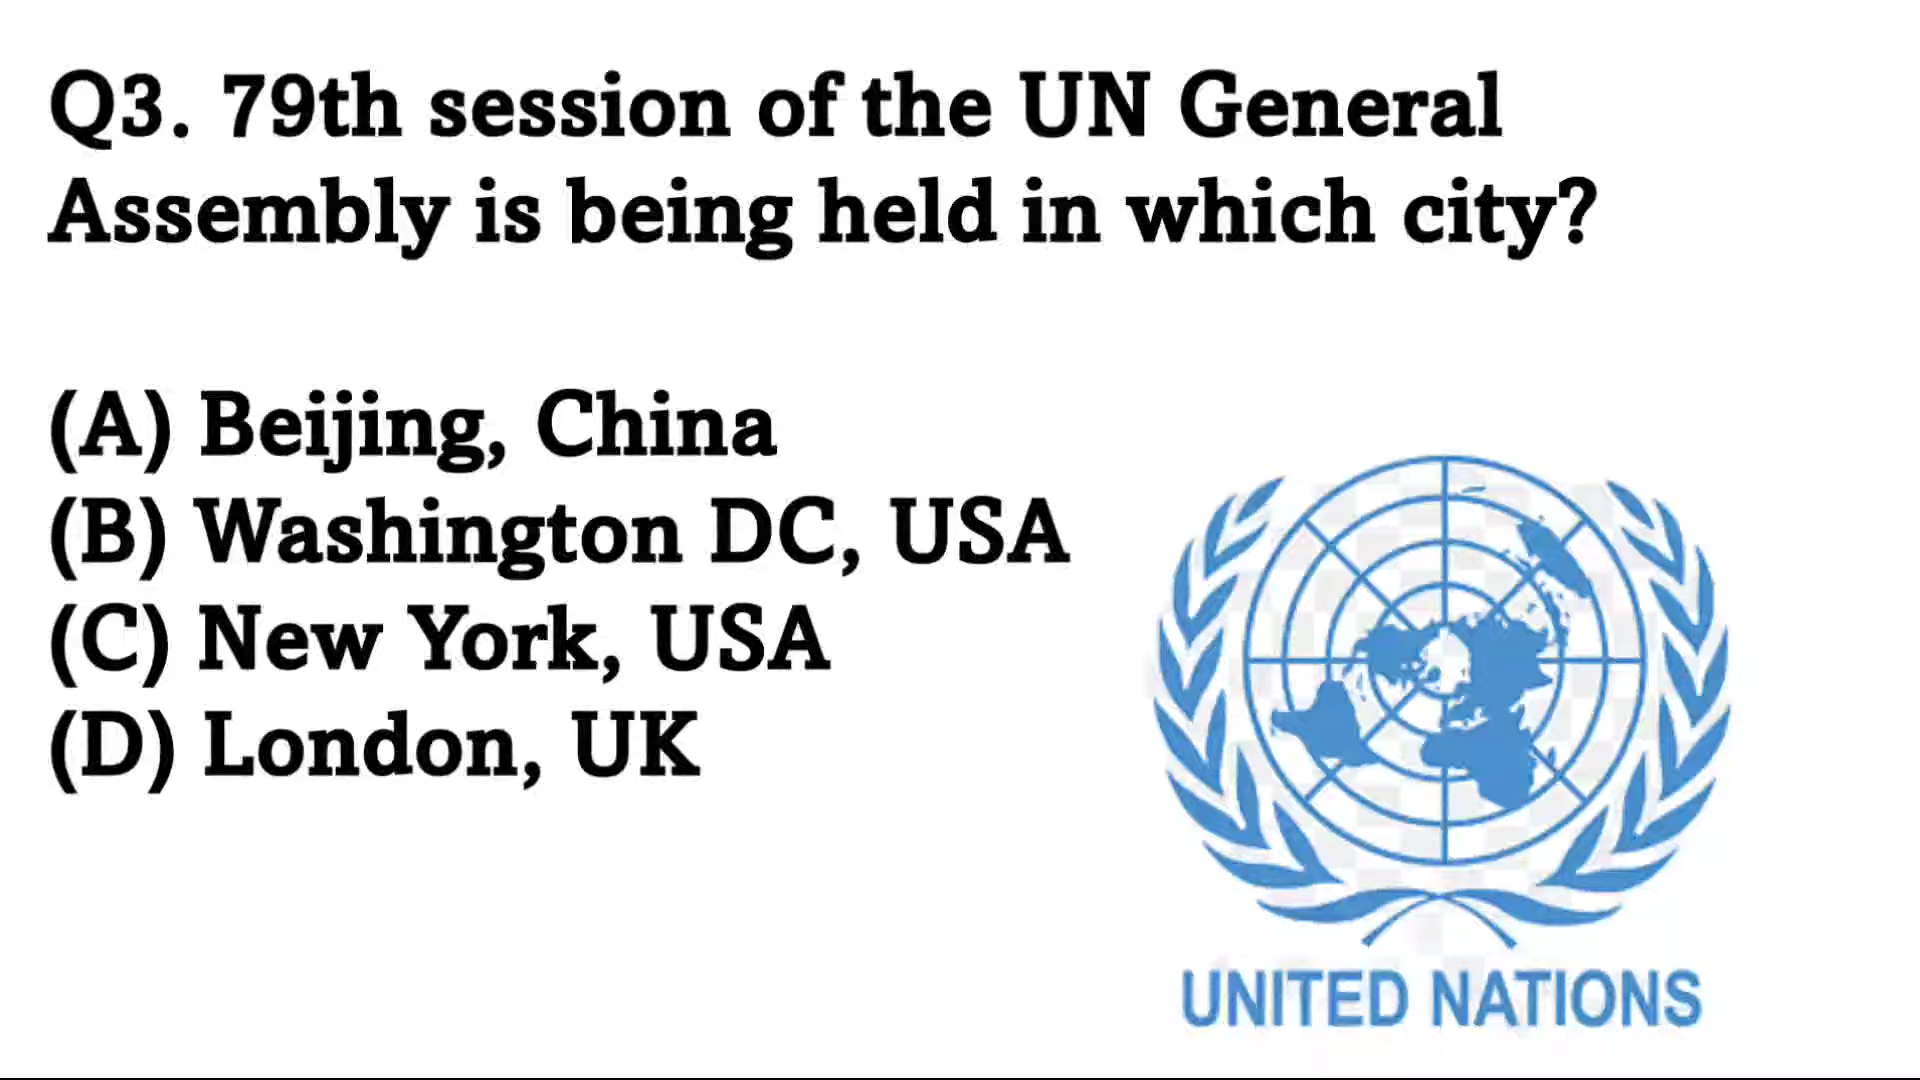 Q3. 79th session of the UN General
Assembly is being held in which city?
(A) Beijing, China
(B) Washington DC, USA
(C) New York, USA
(D) London, UK
UNITED NATIONS